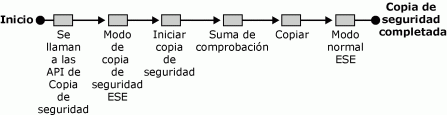 Inicio
Se
llaman
a las
API de
Copia
de
seguridad
Modo
de
copia
de
seguridad
ESE
Iniciar
copia
de
seguridad
Suma de
comprobación
Copiar
Modo
normal
ESE
Copia de
seguridad
completada